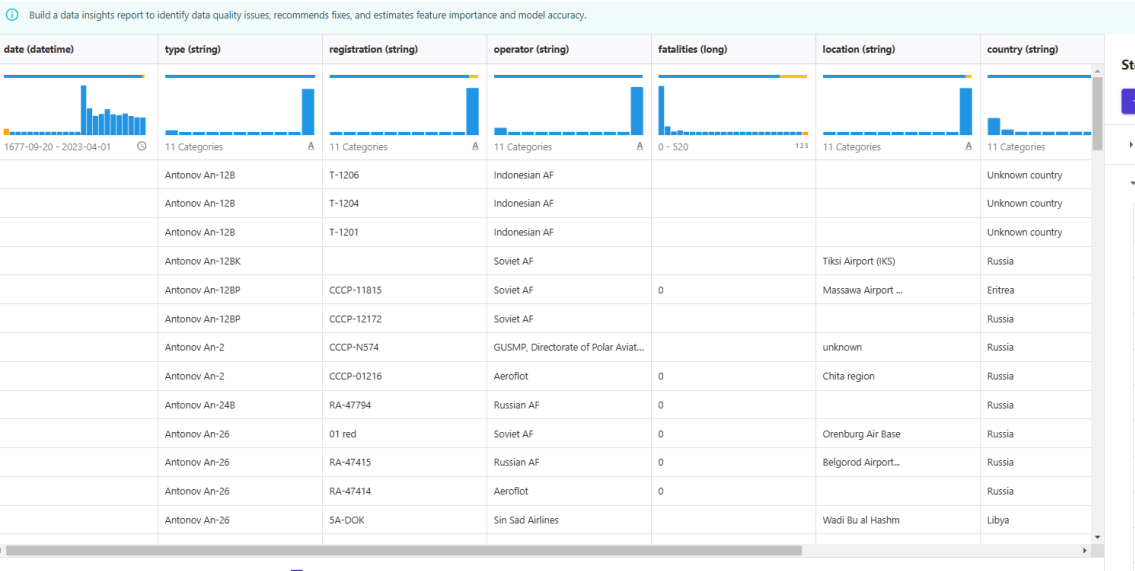 Build a data insights report to identify data quality issues, recommends fixes, and estimates feature importance and model accuracy.
date (datetime) type (string) registration (string) operator (string) fatalities (long) location (string) country (string)
St
1677-09-20 - 2023-04-01 11 Categories A 11 Categories A 11 Categories A 0 - 520 123 11 Categories A 11 Categories
Antonov An-12B T-1206 Indonesian AF Unknown country
Antonov An-12B T-1204 Indonesian AF Unknown country
Antonov An-12B T-1201 Indonesian AF Unknown country
Antonov An-12BK Soviet AF Tiksi Airport (IKS) Russia
Antonov An-12BP CCCP-11815 Soviet AF 0 Massawa Airport ... Eritrea
Antonov An-12BP CCCP-12172 Soviet AF Russia
Antonov An-2 CCCP-N574 GUSMP, Directorate of Polar Aviat... unknown Russia
Antonov An-2 CCCP-01216 Aeroflot 0 Chita region Russia
Antonov An-24B RA-47794 Russian AF 0 Russia
Antonov An-26 01 red Soviet AF 0 Orenburg Air Base Russia
Antonov An-26 RA-47415 Russian AF 0 Belgorod Airport... Russia
Antonov An-26 RA-47414 Aeroflot 0 Russia
Antonov An-26 5A-DOK Sin Sad Airlines Wadi Bu al Hashm Libya